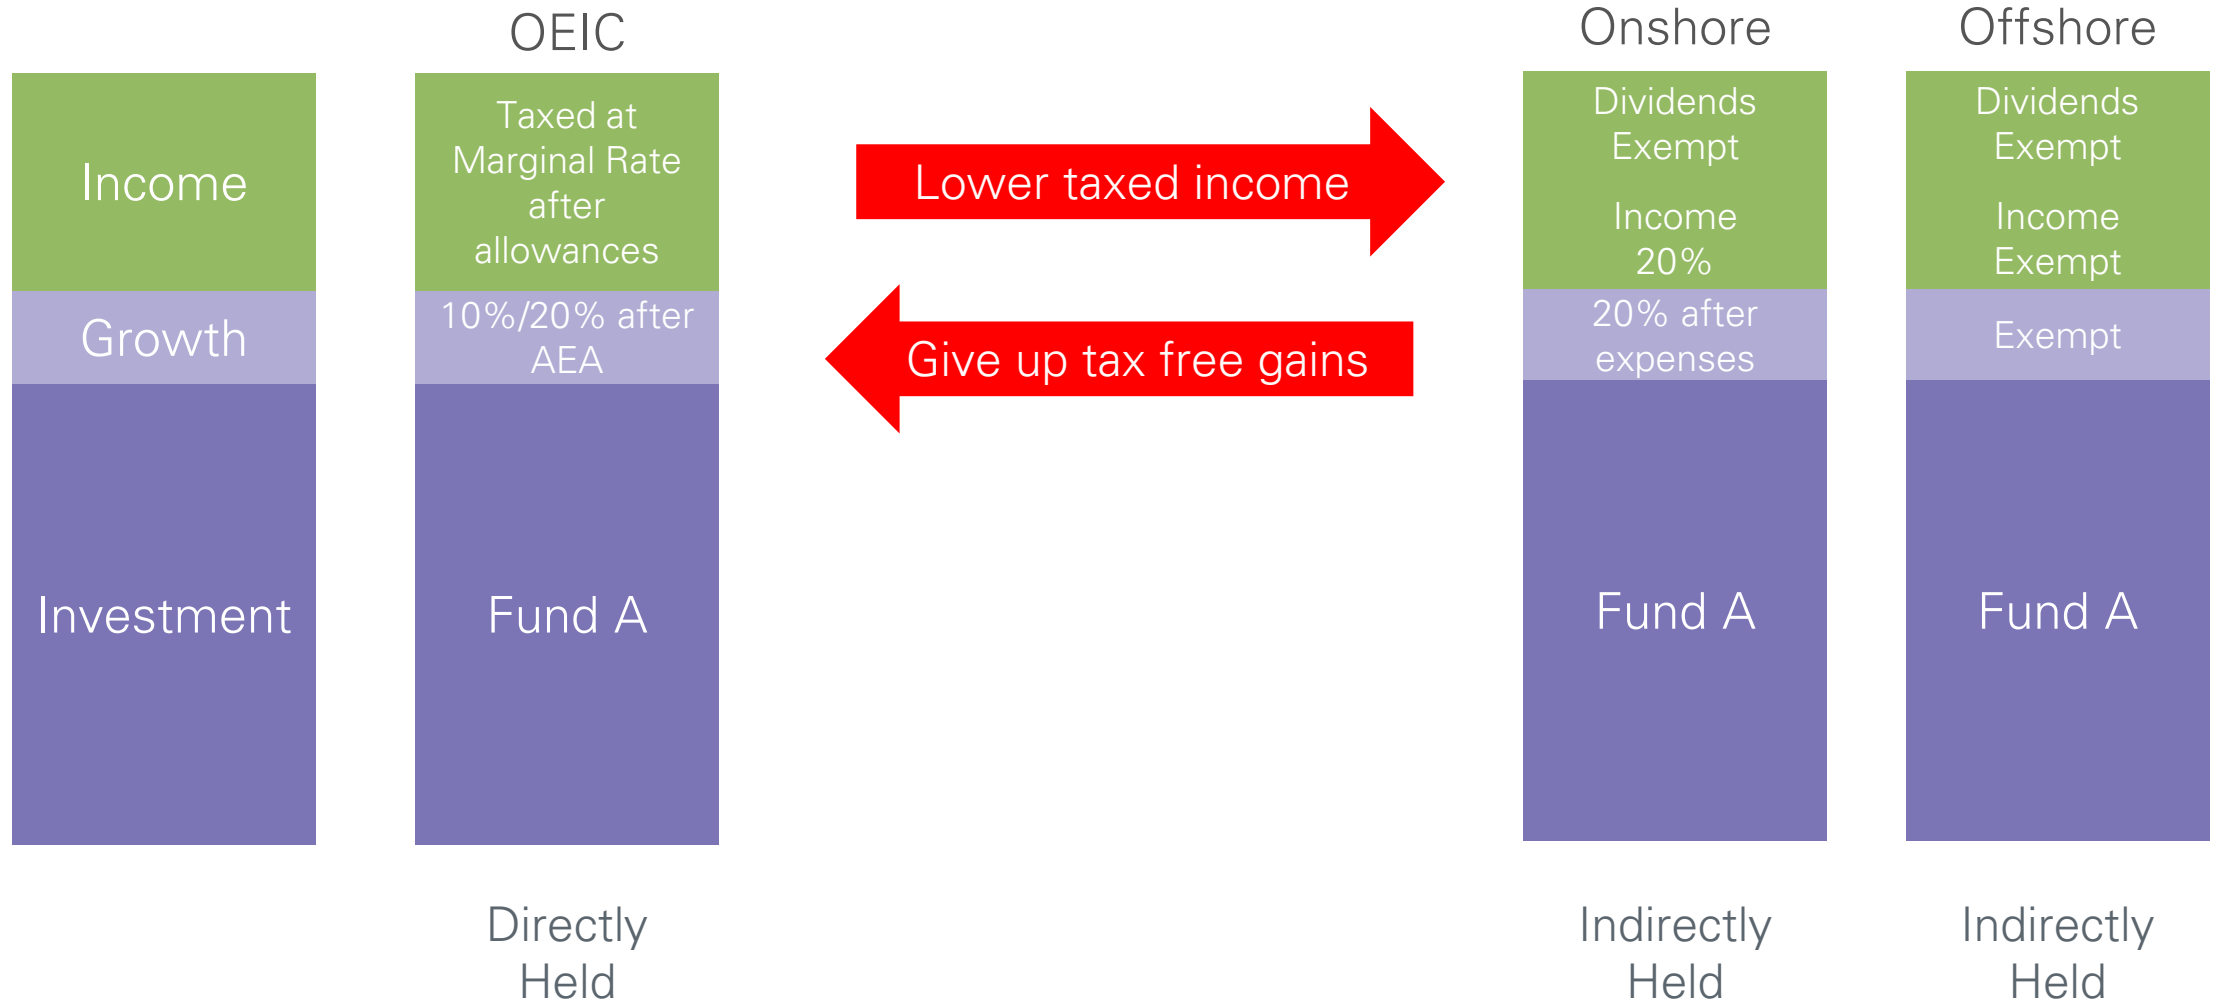 OEIC
Onshore
Offshore
Income
Growth
Investment
Taxed at
Marginal Rate
after
allowances
10%/20% after
AEA
Fund A
Directly
Held
Lower taxed income
Give up tax free gains
Dividends
Exempt
Income
20%
20% after
expenses
Fund A
Indirectly
Held
Dividends
Exempt
Income
Exempt
Exempt
Fund A
Indirectly
Held